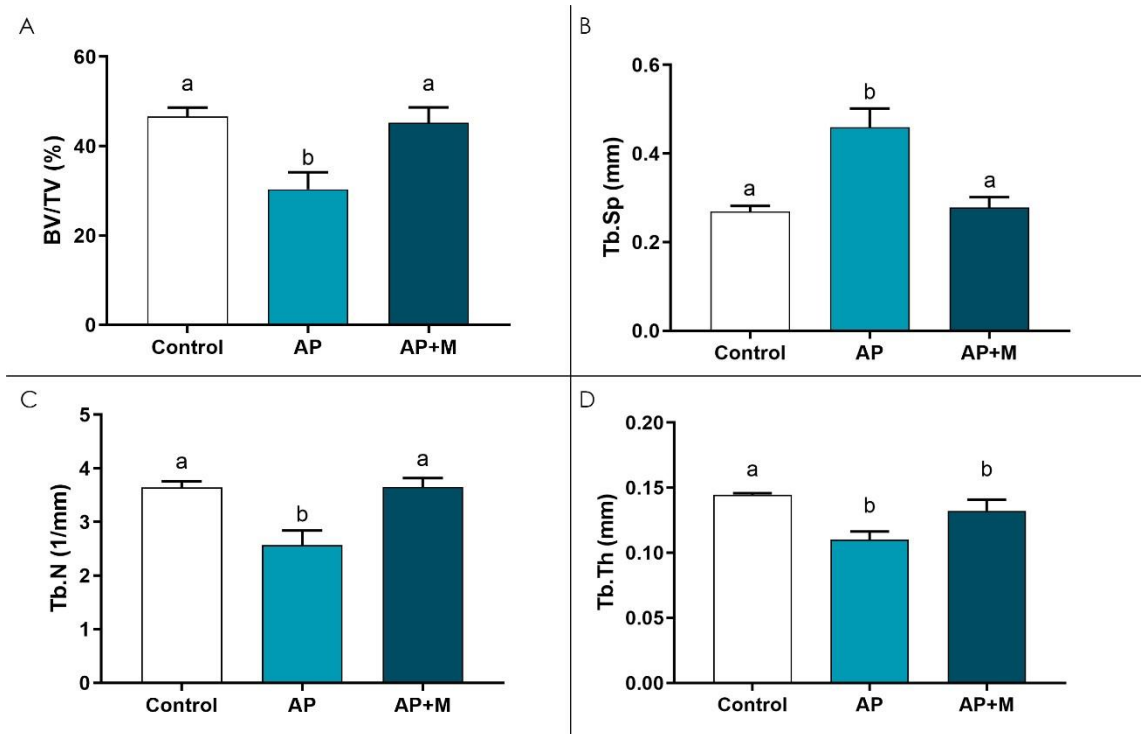 A
BV/TV (%)
60
40
20
0
a
b
a
Control AP AP+M
B
Tb.Sp (mm)
0.6
0.4
0.2
0.0
a
b
a
Control AP AP+M
C
Tb.N (1/mm)
5
4
3
2
1
0
a
b
a
Control AP AP+M
D
Tb.Th (mm)
0.20
0.15
0.10
0.05
0.00
a
b
b
Control AP AP+M